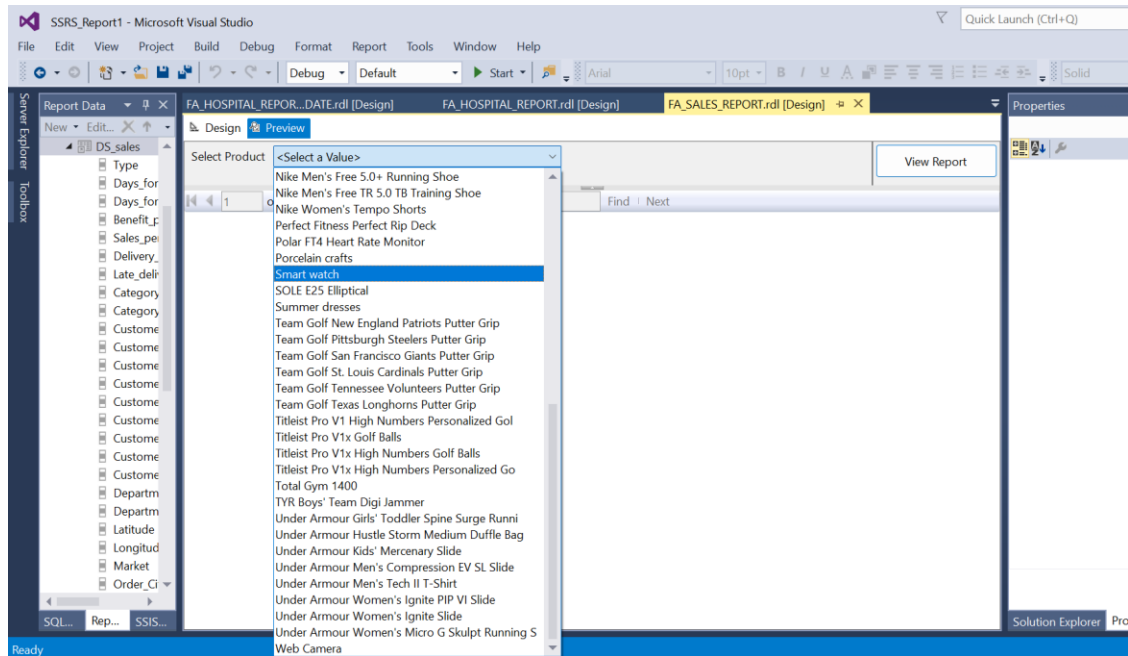 SSRS_Report1 - Microsoft Visual Studio
Quick Launch (Ctrl+Q)
File Edit View Project Build Debug Format Report Tools Window Help
Debug Default Start Arial 10pt B I U A Solid
Server Explorer
Toolbox
Report Data
New Edit...
DS_sales
Type
Days_for
Days_for
Benefit_p
Sales_per
Delivery_
Late_deliv
Category
Category
Custome
Custome
Custome
Custome
Custome
Custome
Custome
Custome
Custome
Departm
Departm
Latitude
Longitud
Market
Order_Ci
SQL... Rep... SSIS...
FA_HOSPITAL_REPOR...DATE.rdl [Design] FA_HOSPITAL_REPORT.rdl [Design] FA_SALES_REPORT.rdl [Design]
Design Preview
Select Product <Select a Value>
View Report
1 o Find Next
Nike Men's Free 5.0+ Running Shoe
Nike Men's Free TR 5.0 TB Training Shoe
Nike Women's Tempo Shorts
Perfect Fitness Perfect Rip Deck
Polar FT4 Heart Rate Monitor
Porcelain crafts
Smart watch
SOLE E25 Elliptical
Summer dresses
Team Golf New England Patriots Putter Grip
Team Golf Pittsburgh Steelers Putter Grip
Team Golf San Francisco Giants Putter Grip
Team Golf St. Louis Cardinals Putter Grip
Team Golf Tennessee Volunteers Putter Grip
Team Golf Texas Longhorns Putter Grip
Titleist Pro V1 High Numbers Personalized Gol
Titleist Pro V1x Golf Balls
Titleist Pro V1x High Numbers Golf Balls
Titleist Pro V1x High Numbers Personalized Go
Total Gym 1400
TYR Boys' Team Digi Jammer
Under Armour Girls' Toddler Spine Surge Runni
Under Armour Hustle Storm Medium Duffle Bag
Under Armour Kids' Mercenary Slide
Under Armour Men's Compression EV SL Slide
Under Armour Men's Tech II T-Shirt
Under Armour Women's Ignite PIP VI Slide
Under Armour Women's Ignite Slide
Under Armour Women's Micro G Skulpt Running S
Web Camera
Properties
Solution Explorer Pro
Ready